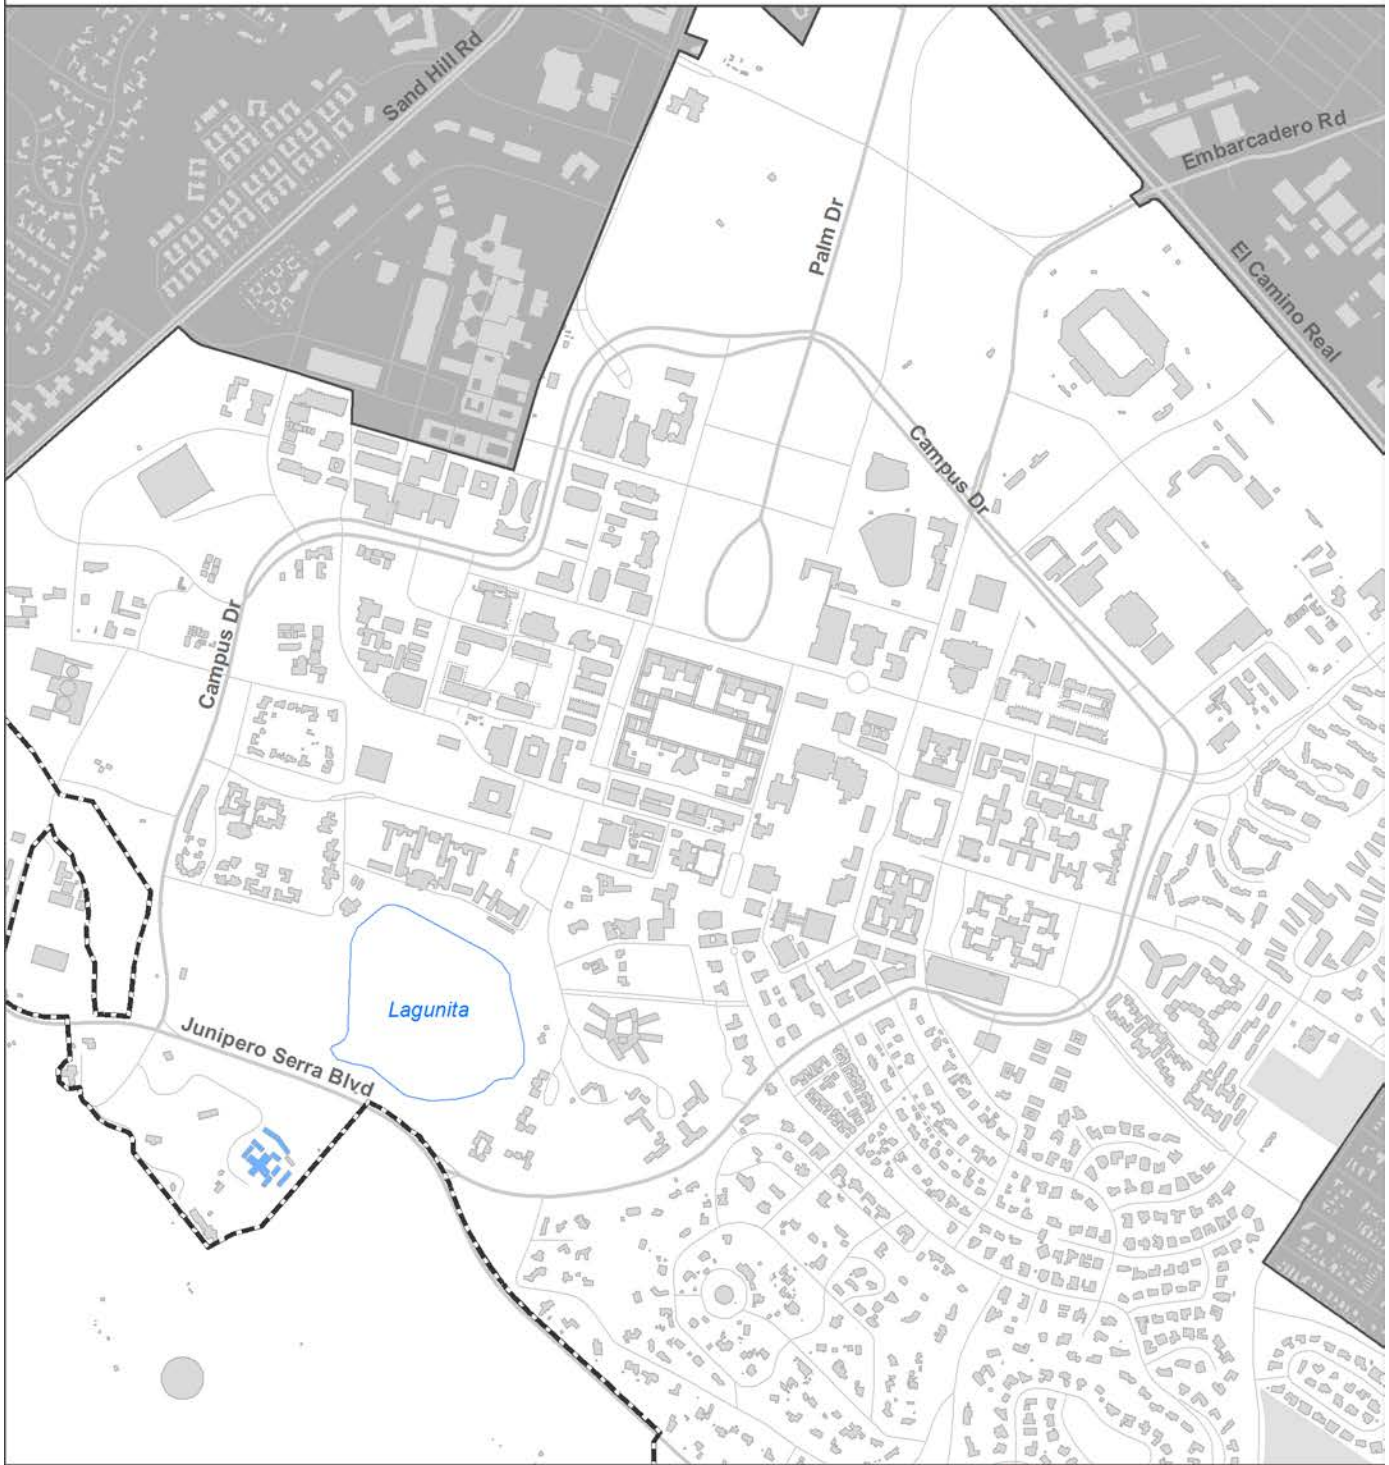 Sand Hill Rd
Embarcadero Rd
Palm Dr
El Camino Real
Campus Dr
Campus Dr
Lagunita
Junipero Serra Blvd